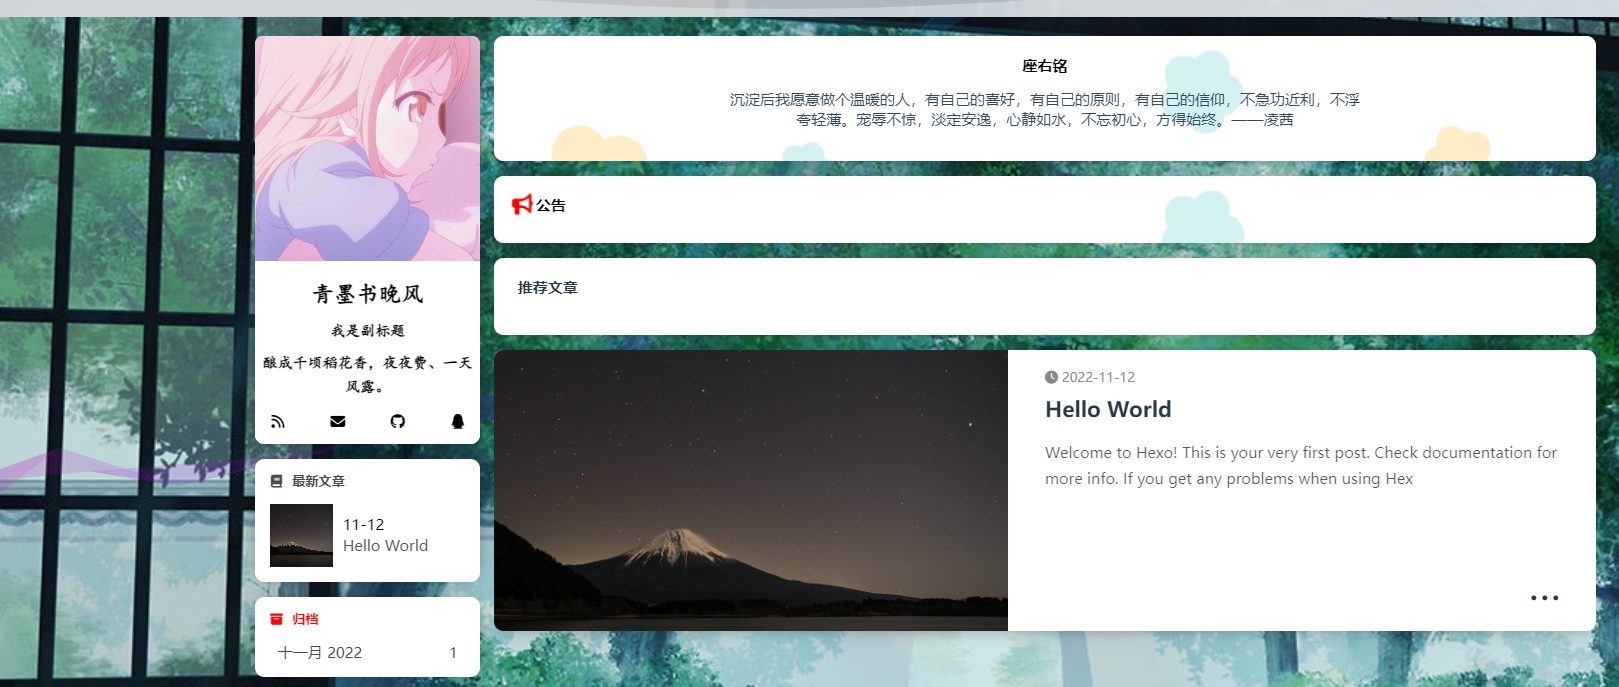 青墨书晚风
我是副标题
酿成千顷稻花香，夜夜费、一天
风露。
最新文章
11-12
Hello World
归档
十一月 2022 1
座右铭
沉淀后我愿意做个温暖的人，有自己的喜好，有自己的原则，有自己的信仰，不急功近利，不浮
夸轻薄。宠辱不惊，淡定安逸，心静如水，不忘初心，方得始终。——凌茜
公告
推荐文章
2022-11-12
Hello World
Welcome to Hexo! This is your very first post. Check documentation for
more info. If you get any problems when using Hex